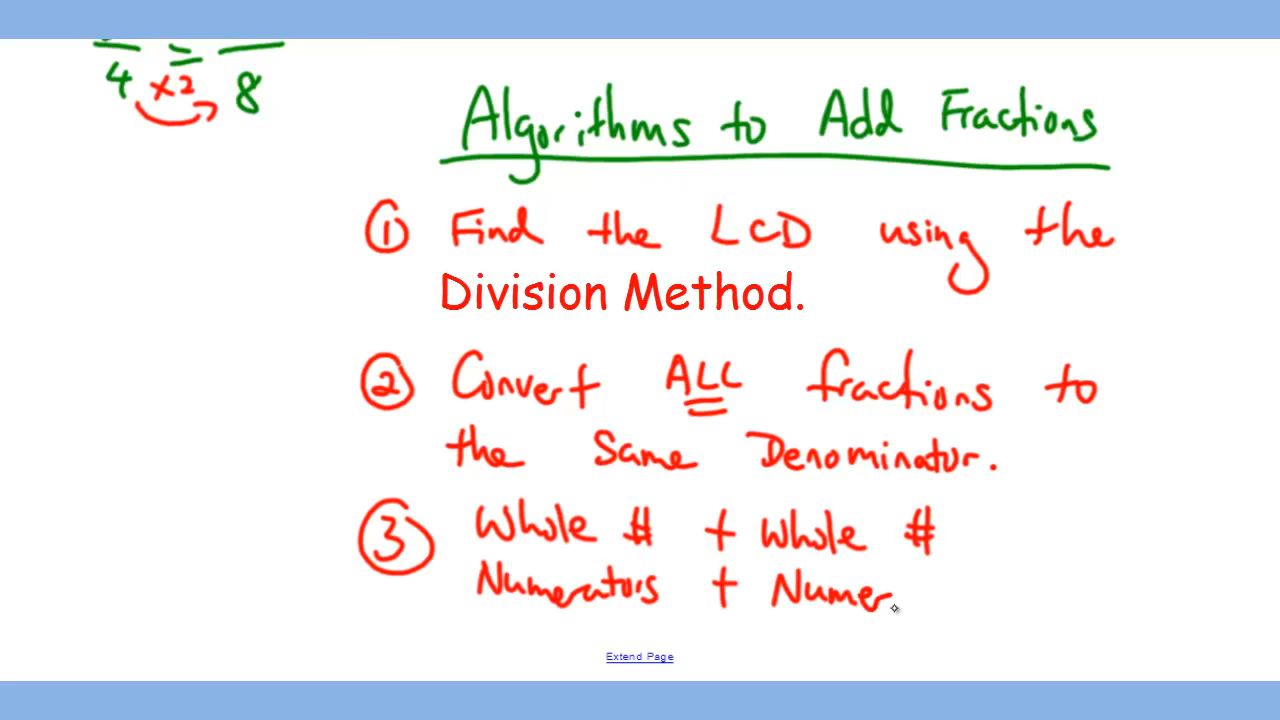 4 x2 8
Algorithms to Add Fractions
① Find the LCD using the
Division Method.
② Convert ALL fractions to
the Same Denominator.
③ Whole # + Whole #
Numerators + Numer
Extend Page